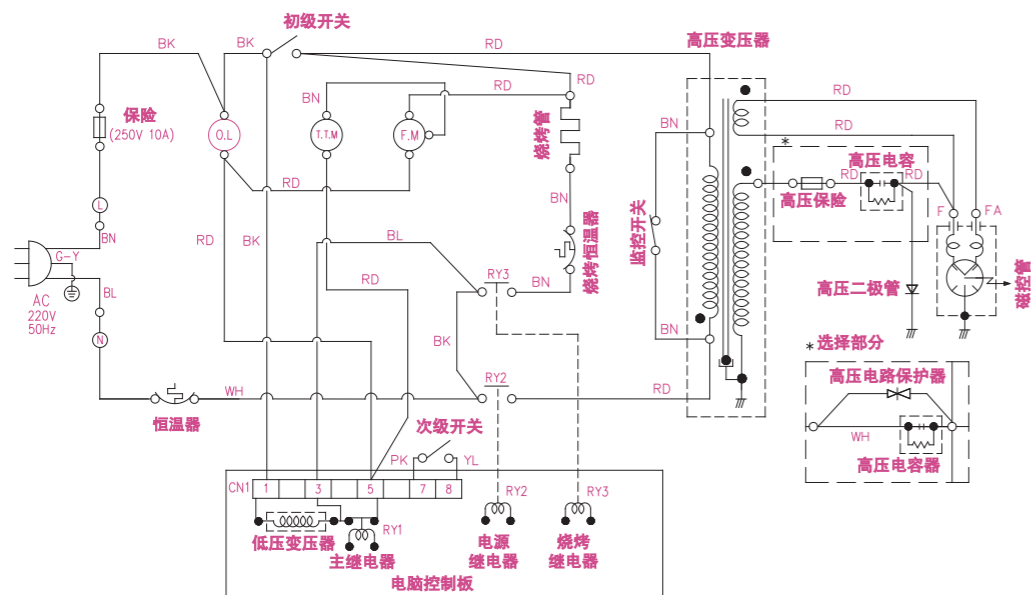 初级开关
BK
BK
RD
高压变压器
RD
保险
(250V 10A)
BN
RD
O.L
T.T.M
F.M
烧烤管
BN
RD
RD
*
高压电容
RD
RD
高压保险
RD
BN
监控开关
L
BN
G-Y
F
FA
RD
BK
BL
烧烤恒温器
AC
220V
50Hz
BL
RD
RY3
BN
高压二极管
磁控管
N
BK
BN
*选择部分
RY2
RD
高压电路保护器
恒温器
WH
次级开关
WH
PK
YL
高压电容器
CN1
1
3
5
7
8
RY2
RY3
RY1
低压变压器
主继电器
电源
继电器
烧烤
继电器
电脑控制板